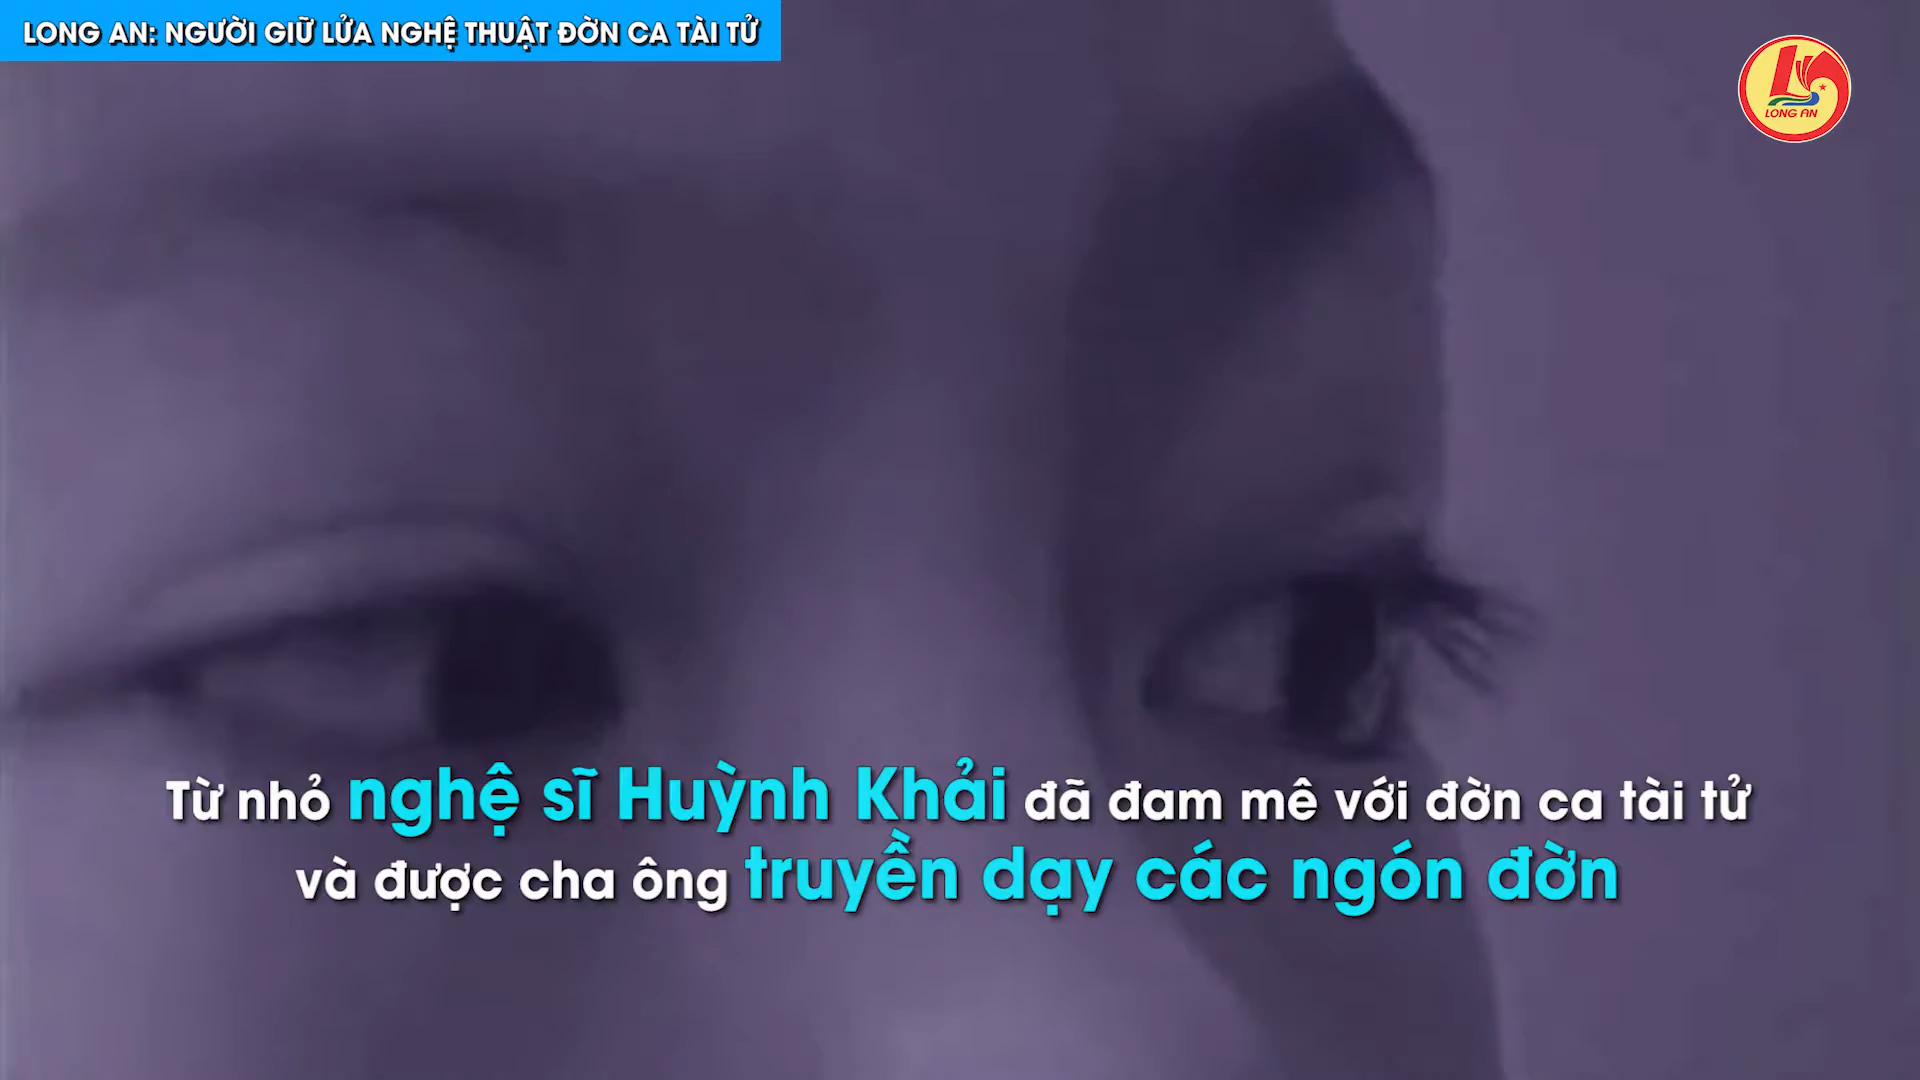 LONG AN: NGƯỜI GIỮ LỬA NGHỆ THUẬT ĐỜN CA TÀI TỬ
LONG AN
Từ nhỏ nghệ sĩ Huỳnh Khải đã đam mê với đờn ca tài tử
và được cha ông truyền dạy các ngón đờn